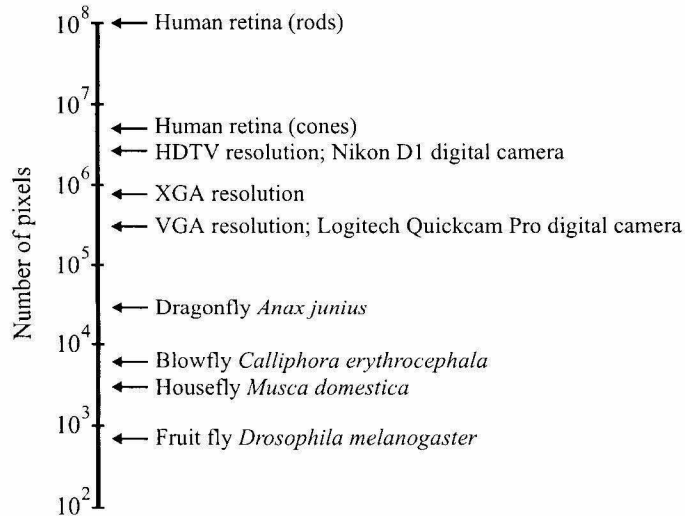 10^8
Human retina (rods)
10^7
Human retina (cones)
HDTV resolution; Nikon D1 digital camera
10^6
XGA resolution
VGA resolution; Logitech Quickcam Pro digital camera
10^5
Dragonfly Anax junius
10^4
Blowfly Calliphora erythrocephala
Housefly Musca domestica
10^3
Fruit fly Drosophila melanogaster
10^2
Number of pixels